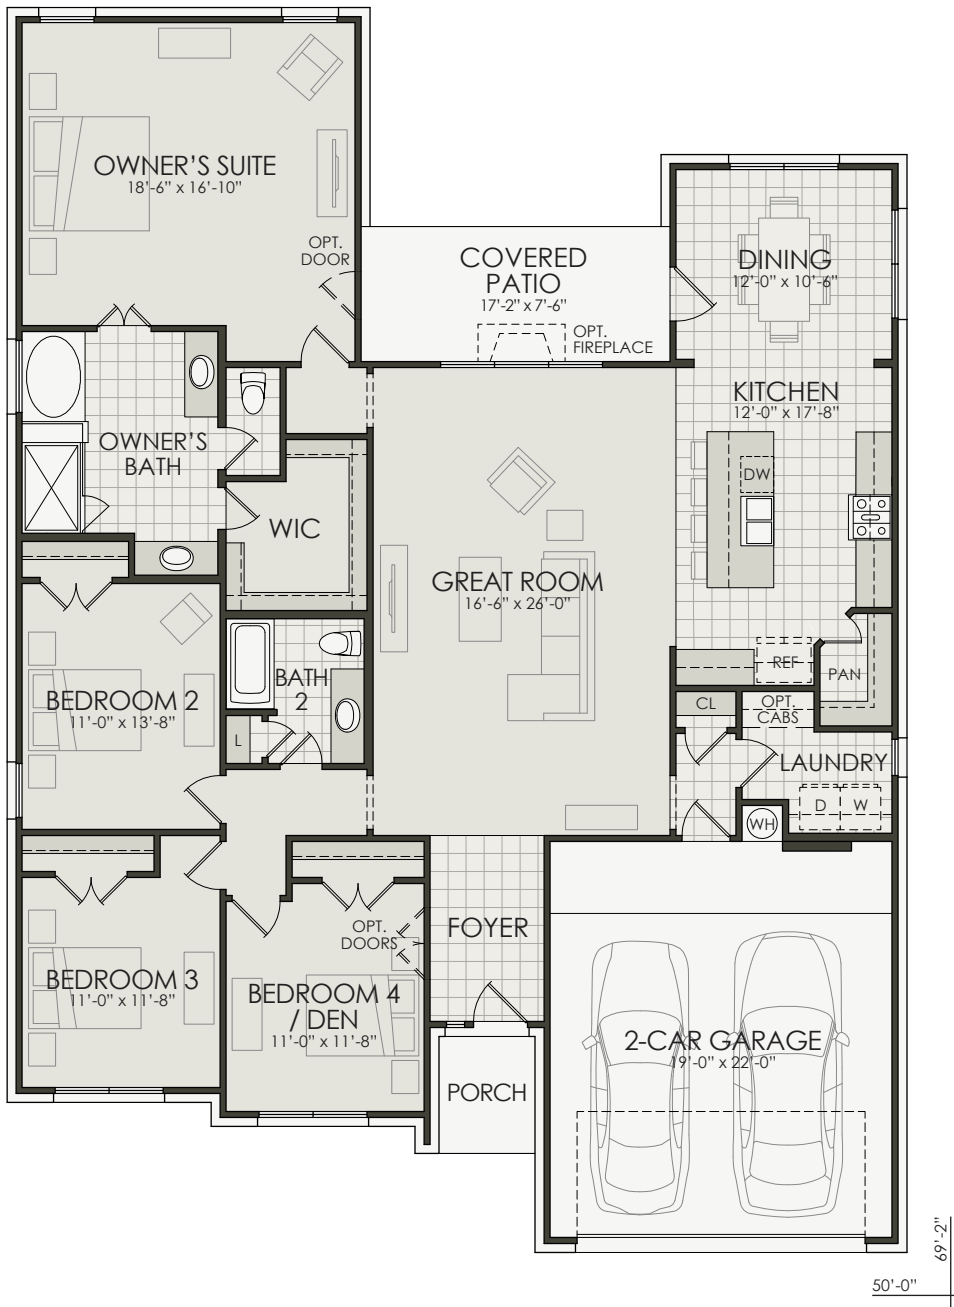 OWNER'S SUITE
18'-6" x 16'-10"
OPT.
DOOR
COVERED
PATIO
17'-2" x 7'-6"
OPT.
FIREPLACE
DINING
12'-0" x 10'-6"
KITCHEN
12'-0" x 17'-8"
DW
OWNER'S
BATH
WIC
GREAT ROOM
16'-6" x 26'-0"
REF
PAN
BEDROOM 2
11'-0" x 13'-8"
BATH
2
L
CL
OPT.
CABS
LAUNDRY
D
W
WH
BEDROOM 3
11'-0" x 11'-8"
OPT.
DOORS
BEDROOM 4
/ DEN
11'-0" x 11'-8"
FOYER
PORCH
2-CAR GARAGE
19'-0" x 22'-0"
69'-2"
50'-0"